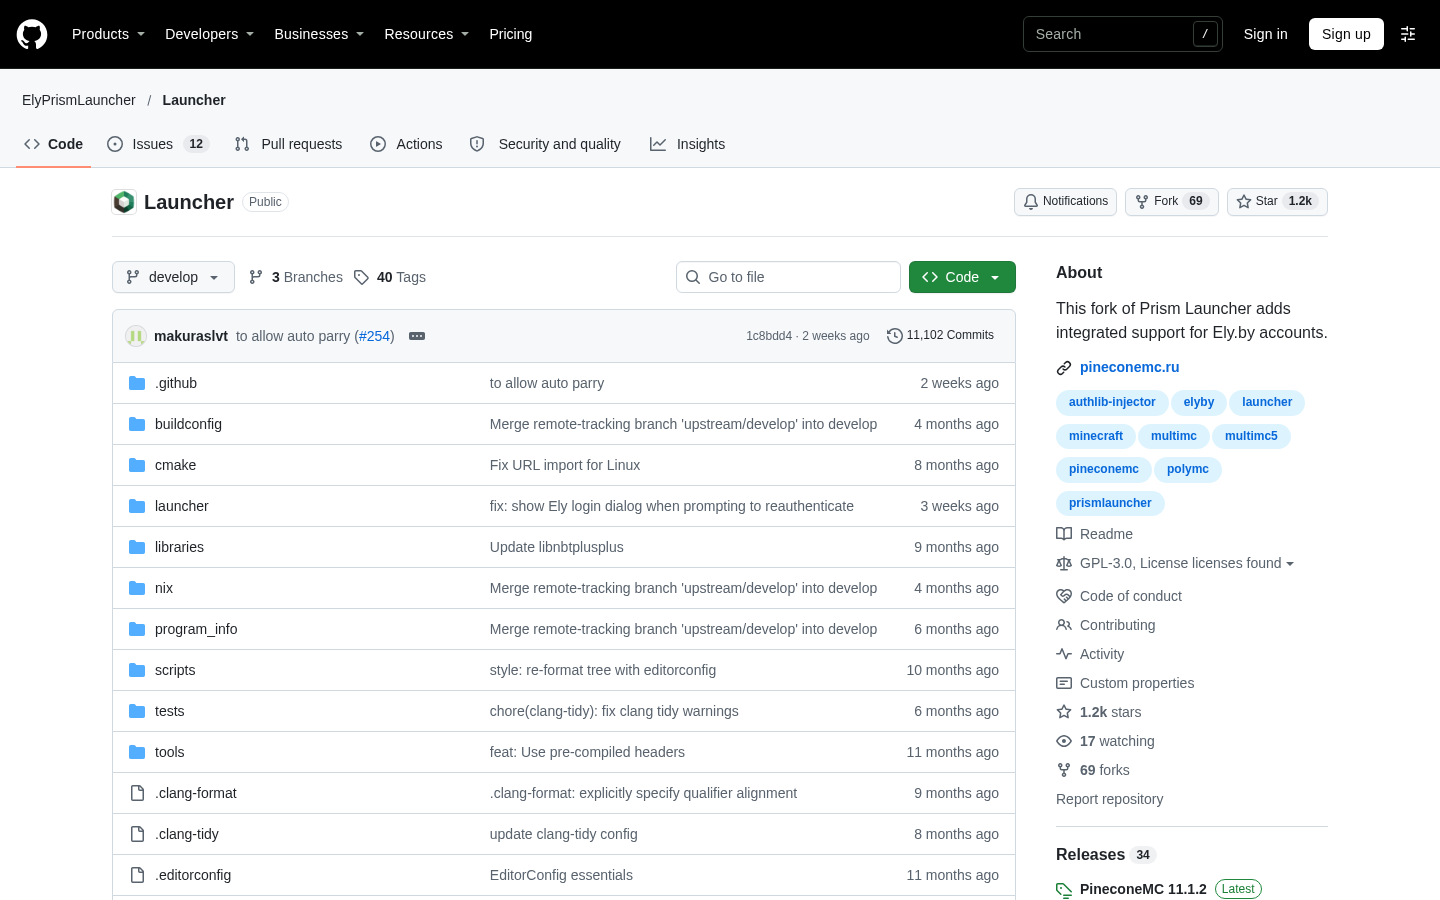 Products Developers Businesses Resources Pricing Search / Sign in Sign up
ElyPrismLauncher / Launcher
Code Issues 12 Pull requests Actions Security and quality Insights
Launcher Public Notifications Fork 69 Star 1.2k
develop 3 Branches 40 Tags Go to file Code
makuraslvt to allow auto parry (#254) 1c8bdd4 · 2 weeks ago 11,102 Commits
.github to allow auto parry 2 weeks ago
buildconfig Merge remote-tracking branch 'upstream/develop' into develop 4 months ago
cmake Fix URL import for Linux 8 months ago
launcher fix: show Ely login dialog when prompting to reauthenticate 3 weeks ago
libraries Update libnbtplusplus 9 months ago
nix Merge remote-tracking branch 'upstream/develop' into develop 4 months ago
program_info Merge remote-tracking branch 'upstream/develop' into develop 6 months ago
scripts style: re-format tree with editorconfig 10 months ago
tests chore(clang-tidy): fix clang tidy warnings 6 months ago
tools feat: Use pre-compiled headers 11 months ago
.clang-format .clang-format: explicitly specify qualifier alignment 9 months ago
.clang-tidy update clang-tidy config 8 months ago
.editorconfig EditorConfig essentials 11 months ago
About
This fork of Prism Launcher adds
integrated support for Ely.by accounts.
pineconemc.ru
authlib-injector elyby launcher
minecraft multimc multimc5
pineconemc polymc
prismlauncher
Readme
GPL-3.0, License licenses found
Code of conduct
Contributing
Activity
Custom properties
1.2k stars
17 watching
69 forks
Report repository
Releases 34
PineconeMC 11.1.2 Latest